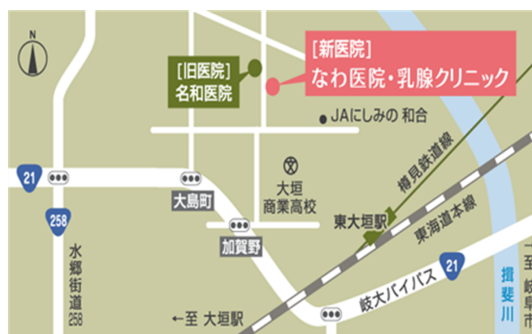 N
[旧医院]
名和医院
[新医院]
なわ医院・乳腺クリニック
JAにしみの 和合
21
大島町
大垣
商業高校
258
加賀野
水郷街道
258
東大垣駅
樽見鉄道線
東海道本線
21
岐大バイパス
揖斐川
→至 岐阜市
←至 大垣駅